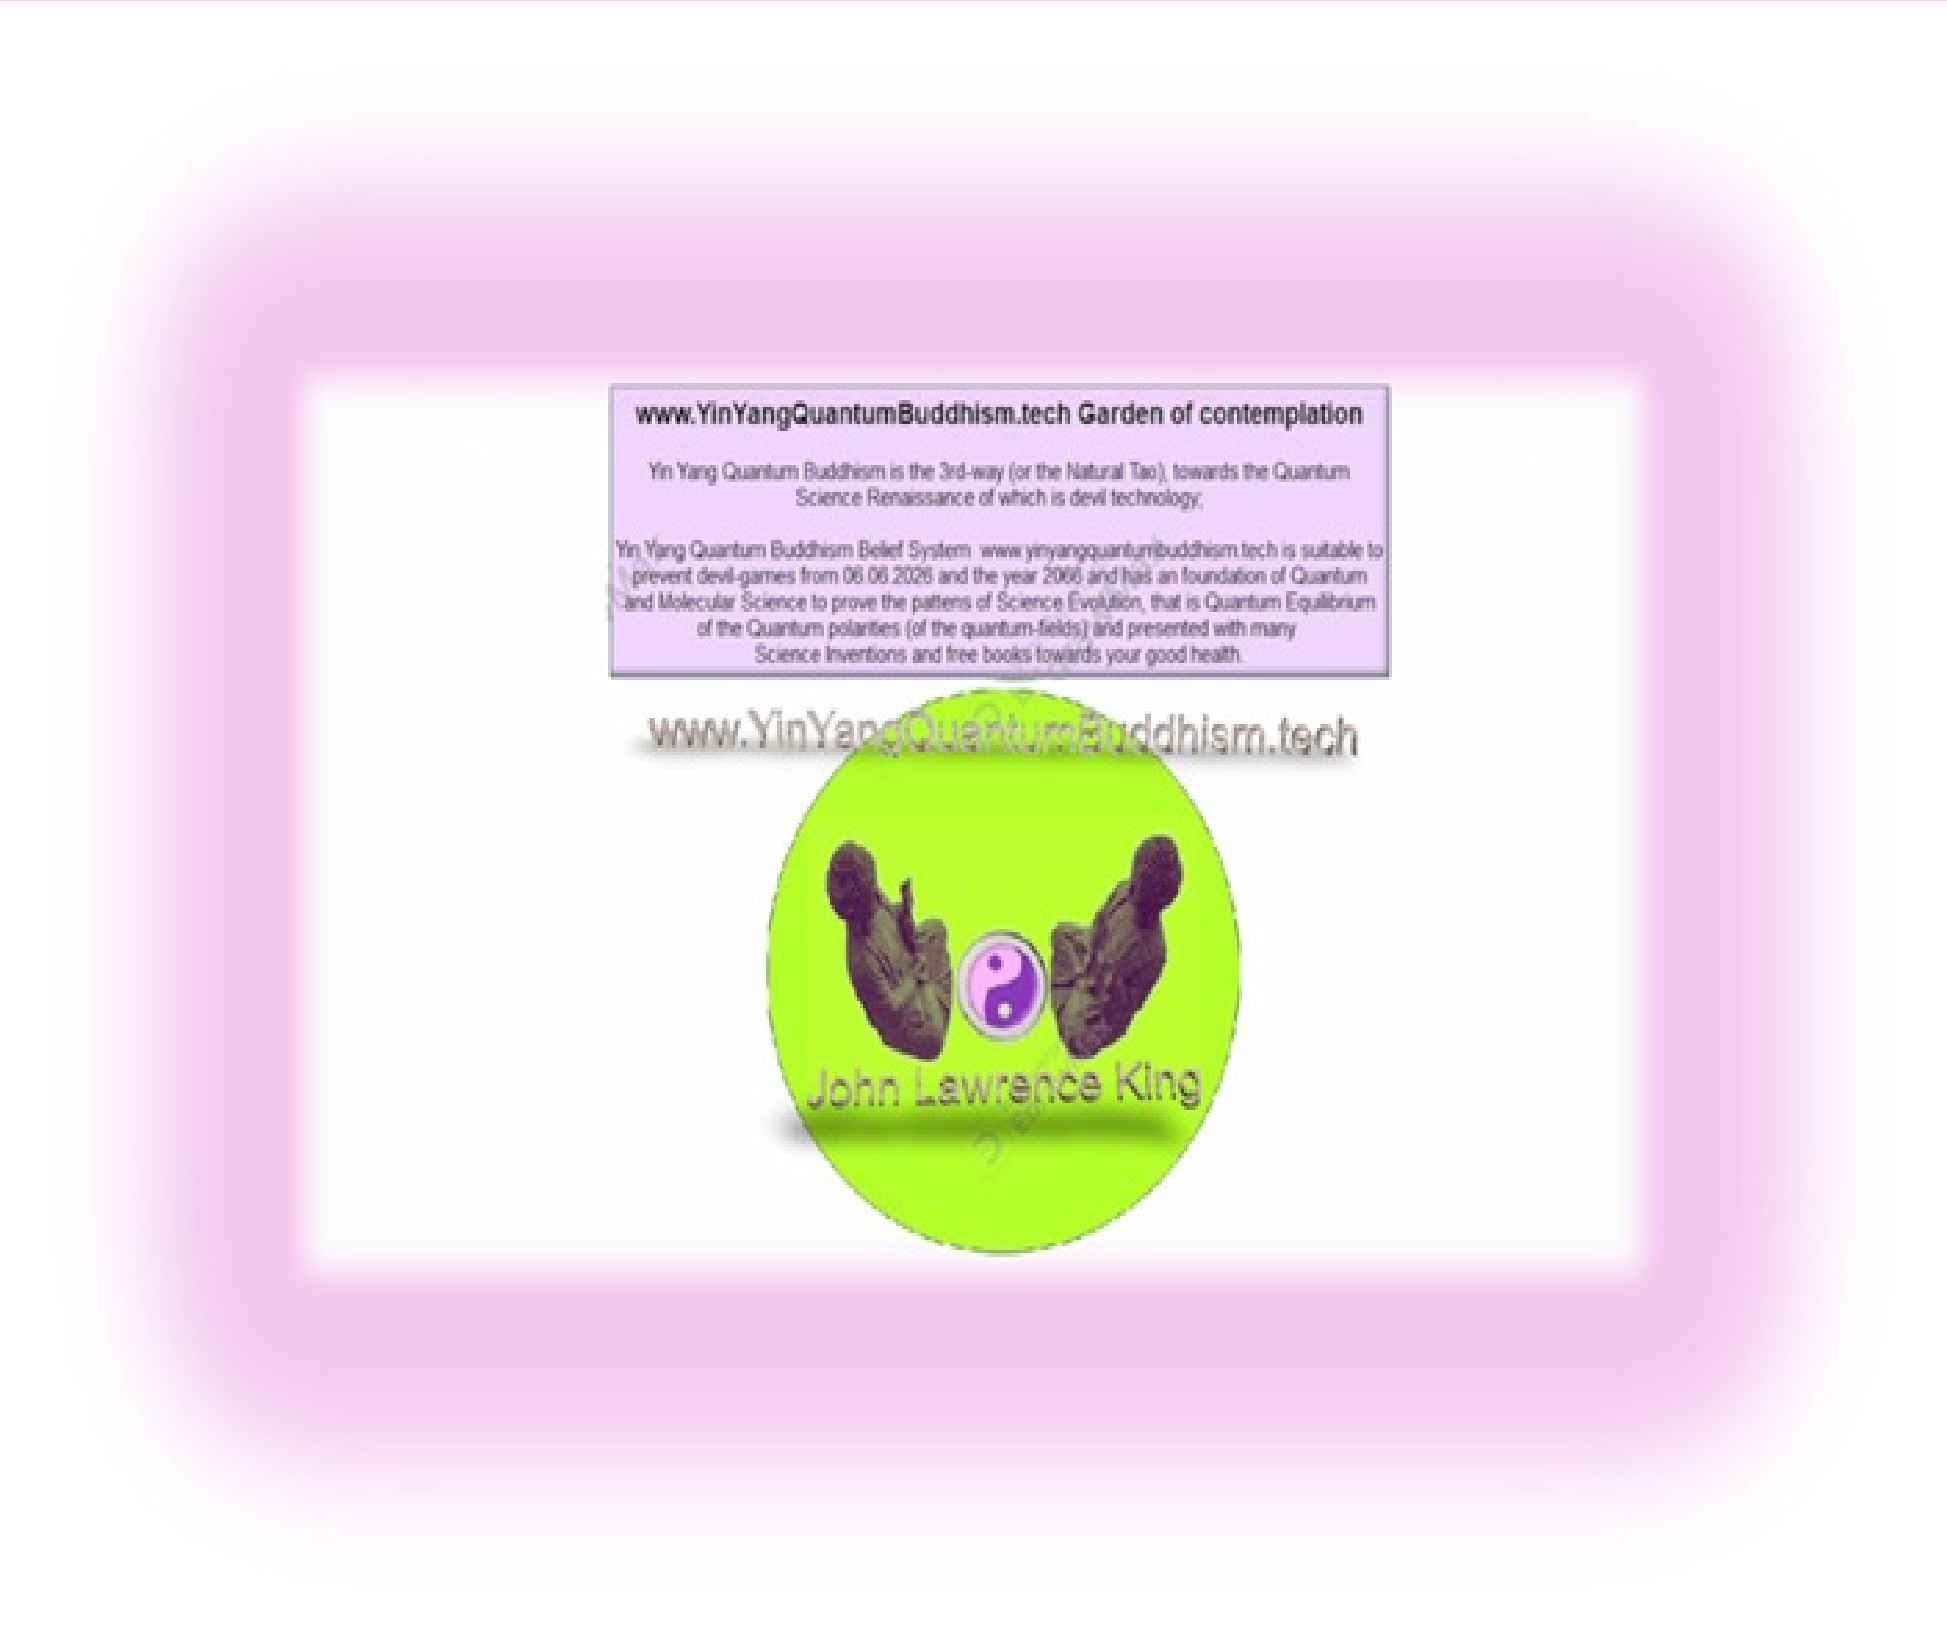 www.YinYangQuantumBuddhism.tech Garden of contemplation
Yin Yang Quantum Buddhism is the 3rd-way (or the Natural Tao), towards the Quantum
Science Renaissance of which is devil technology;
Yin Yang Quantum Buddhism Belief System www.yinyangquantumbuddhism.tech is suitable to
prevent devil-games from 06.06.2026 and the year 2066 and has an foundation of Quantum
and Molecular Science to prove the pattens of Science Evolution, that is Quantum Equilibrium
of the Quantum polarities (of the quantum-fields) and presented with many
Science Inventions and free books towards your good health.
www.YinYangQuantumBuddhism.tech
John Lawrence King